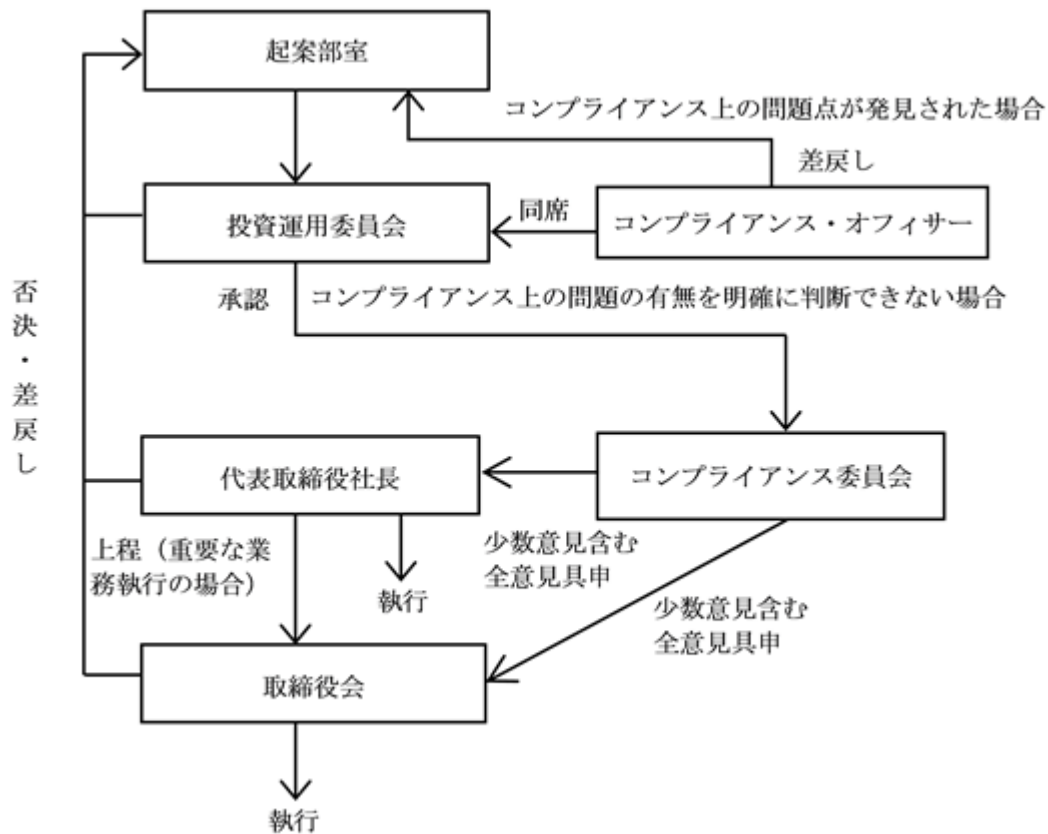 起案部室
コンプライアンス上の問題点が発見された場合
差戻し
投資運用委員会
同席
コンプライアンス・オフィサー
承認
コンプライアンス上の問題の有無を明確に判断できない場合
否決・差戻し
代表取締役社長
コンプライアンス委員会
上程（重要な業
務執行の場合）
執行
少数意見含む
全意見具申
少数意見含む
全意見具申
取締役会
執行